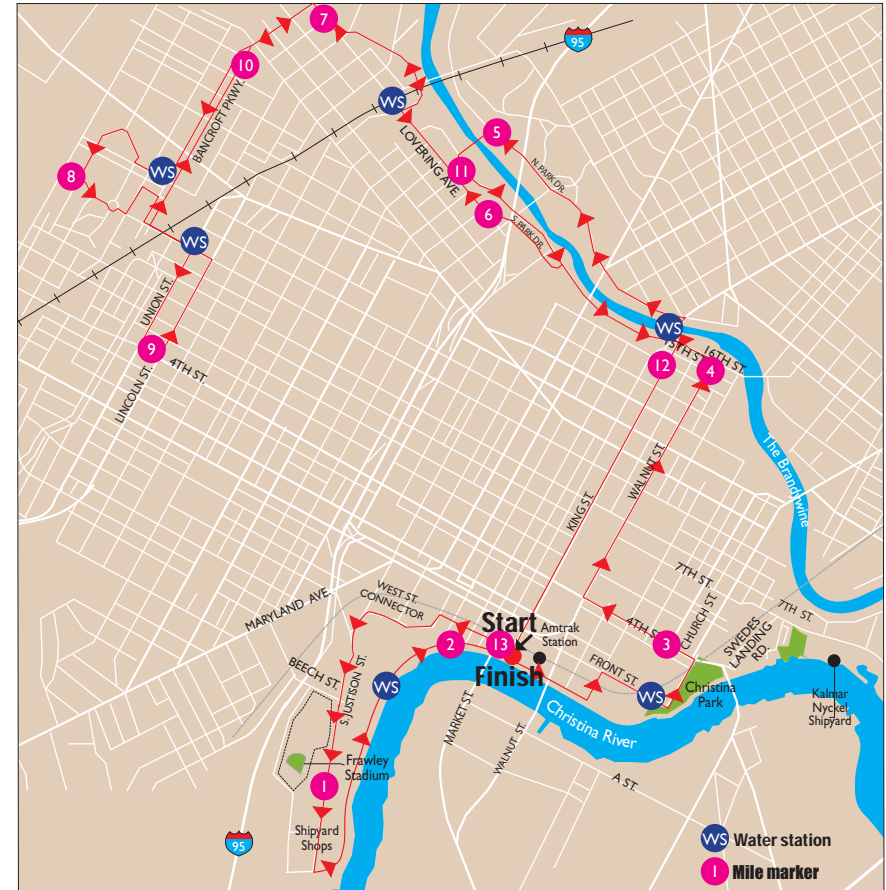 7
95
10
BANCROFT PKWY.
WS
LOVERING AVE.
5
N. PARK DR.
11
WS
8
6
S. PARK DR.
WS
UNION ST.
WS
15TH ST.
16TH ST.
9
LINCOLN ST.
4TH ST.
12
4
The Brandywine
WALNUT ST.
KING ST.
7TH ST.
MARYLAND AVE.
WEST ST.
CONNECTOR
CHURCH ST.
7TH ST.
Start
Amtrak
Station
4TH ST.
SWEDES
LANDING
RD.
2
13
3
BEECH ST.
Finish
FRONT ST.
S. JUSTISON ST.
WS
WS
Christina
Park
Kalmar
Nyckel
Shipyard
MARKET ST.
Christina River
WALNUT ST.
Frawley
Stadium
1
A ST.
Shipyard
Shops
95
WS Water station
1 Mile marker